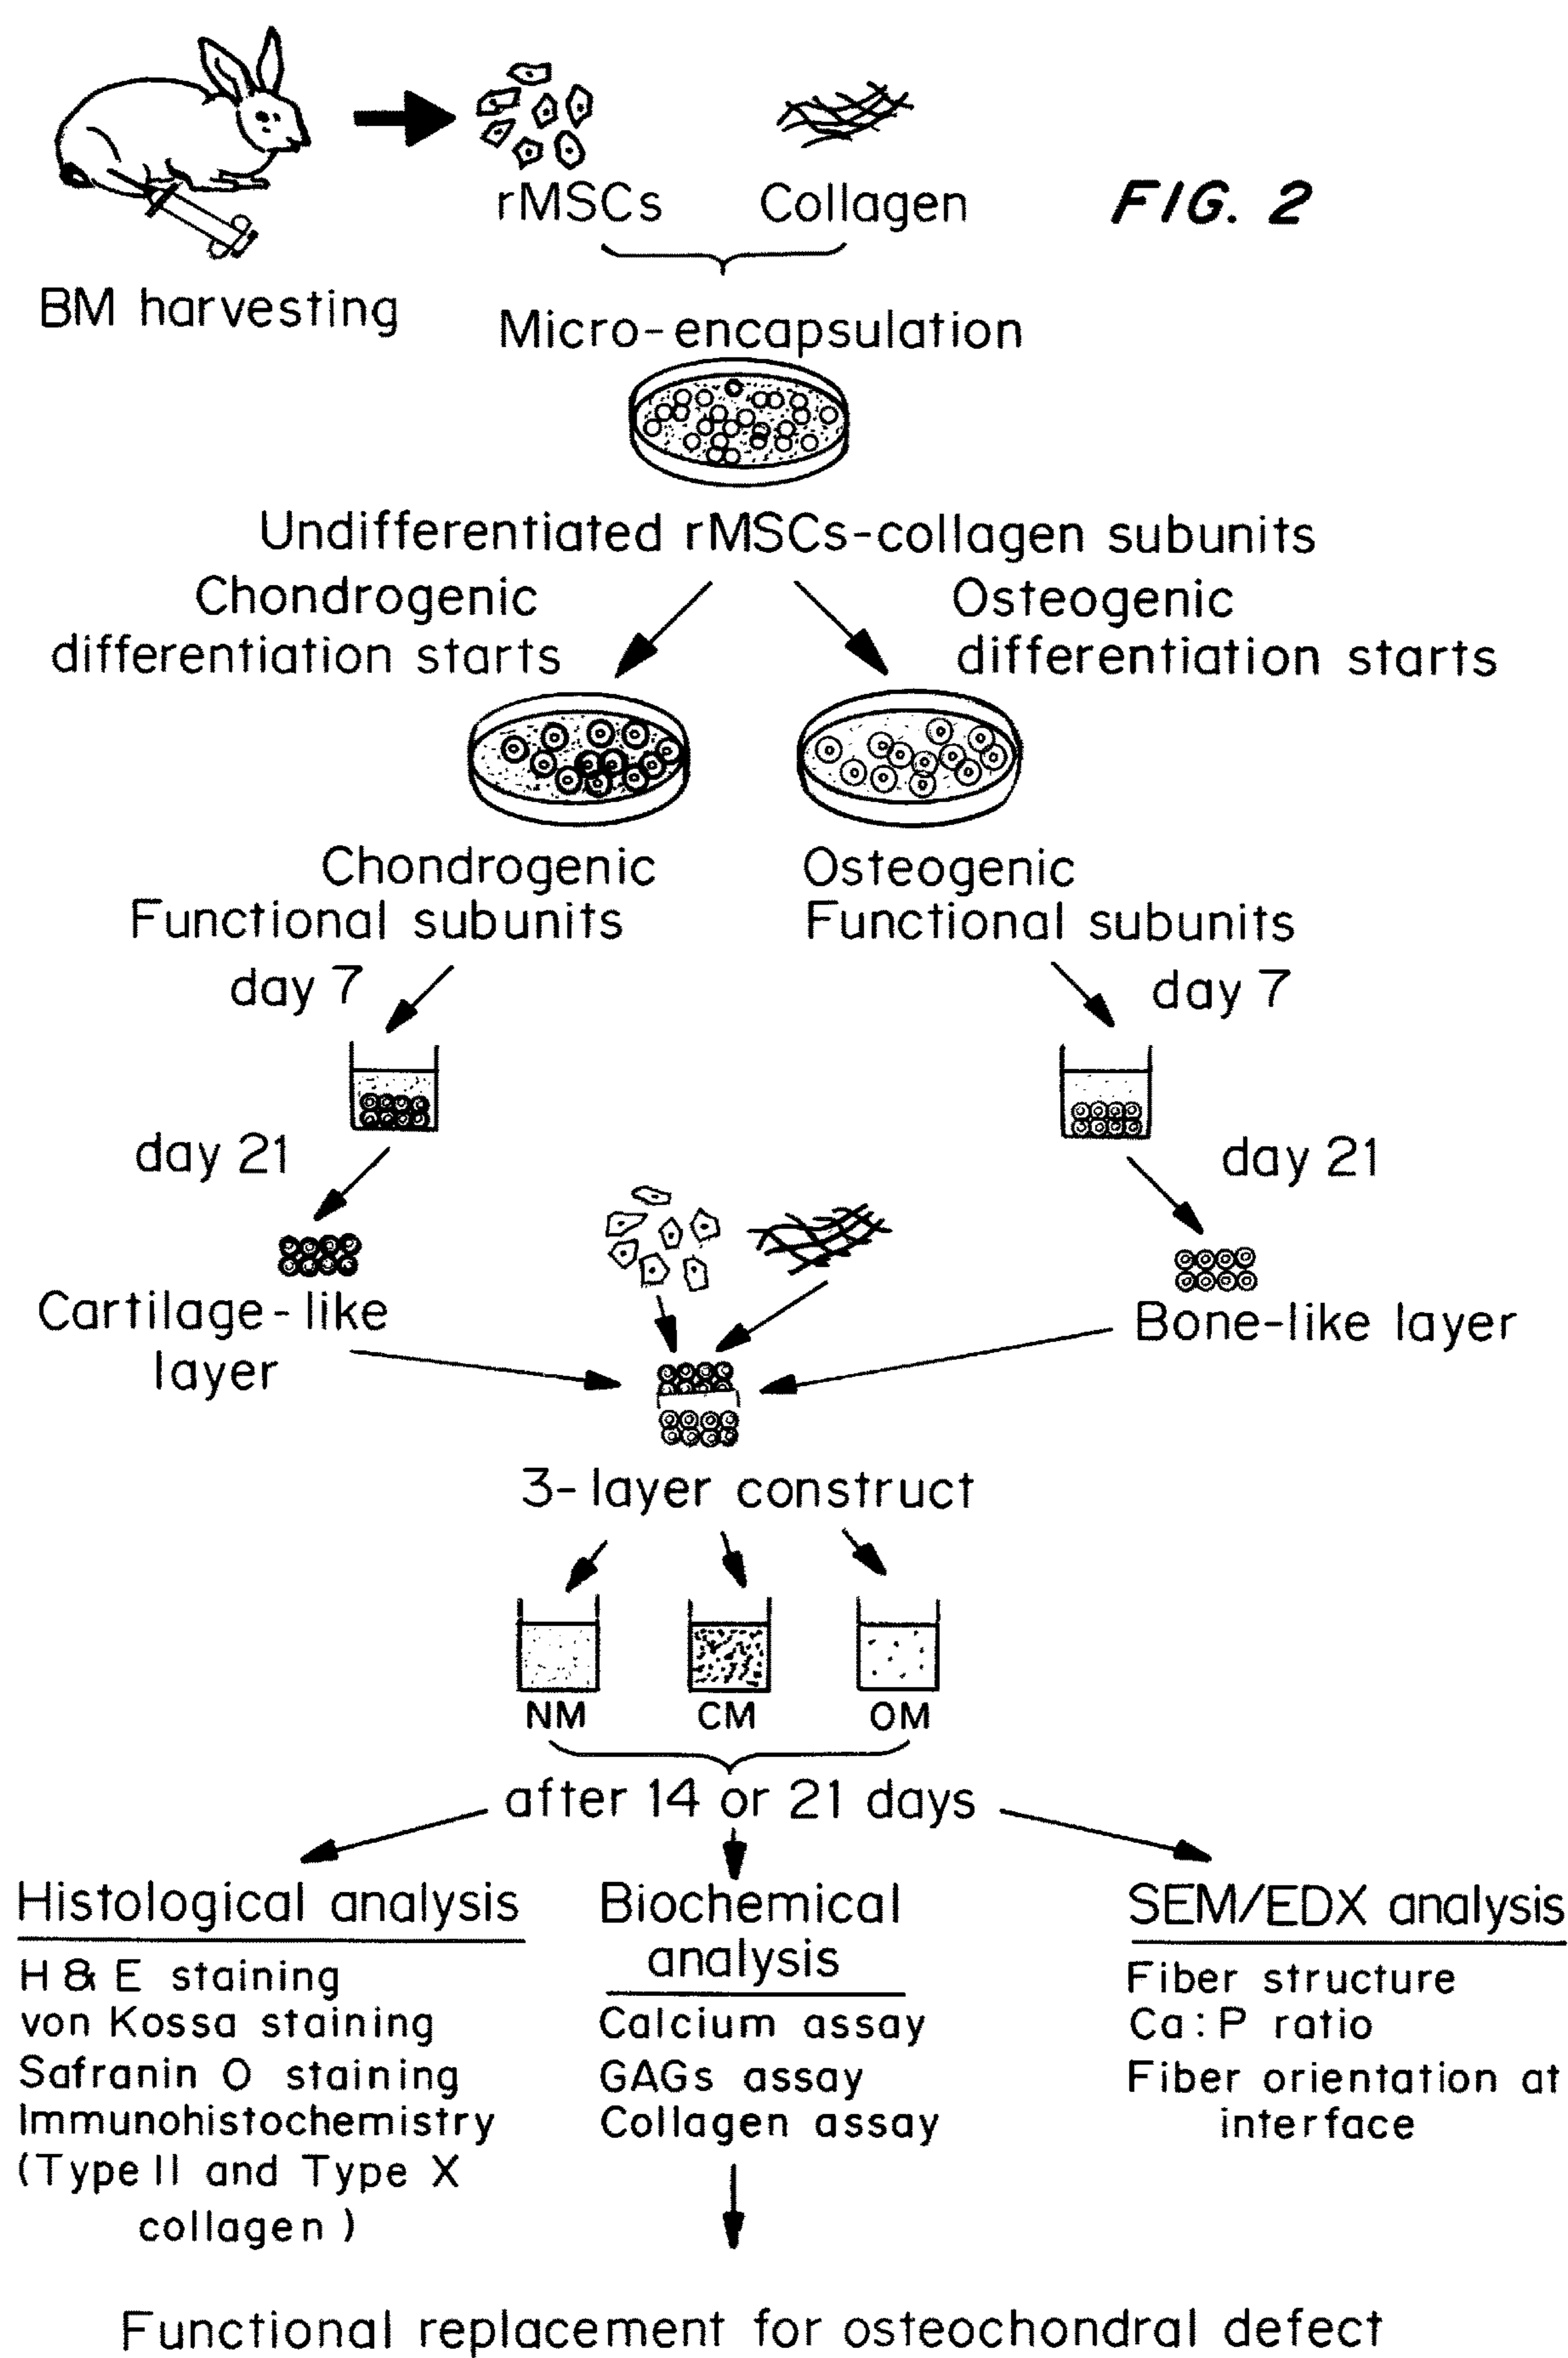 rMSCs
Collagen
FIG. 2
BM harvesting
Micro-encapsulation
Undifferentiated rMSCs-collagen subunits
Chondrogenic
differentiation starts
Osteogenic
differentiation starts
Chondrogenic
Functional subunits
Osteogenic
Functional subunits
day 7
day 7
day 21
day 21
Cartilage-like
layer
Bone-like layer
3-layer construct
NM
CM
OM
after 14 or 21 days
Histological analysis
H & E staining
von Kossa staining
Safranin O staining
Immunohistochemistry
(Type II and Type X
collagen)
Biochemical
analysis
Calcium assay
GAGs assay
Collagen assay
SEM/EDX analysis
Fiber structure
Ca:P ratio
Fiber orientation at
interface
Functional replacement for osteochondral defect